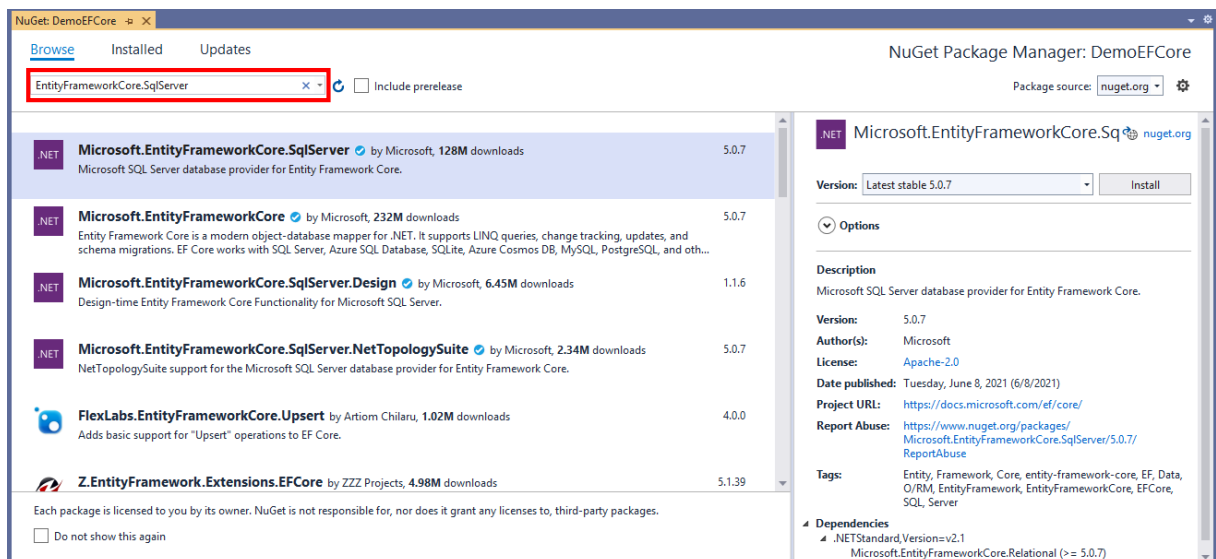 NuGet: DemoEFCore
Browse Installed Updates
NuGet Package Manager: DemoEFCore
EntityFrameworkCore.SqlServer
Include prerelease
Package source: nuget.org
.NET
Microsoft.EntityFrameworkCore.SqlServer by Microsoft, 128M downloads 5.0.7
Microsoft SQL Server database provider for Entity Framework Core.
.NET
Microsoft.EntityFrameworkCore by Microsoft, 232M downloads 5.0.7
Entity Framework Core is a modern object-database mapper for .NET. It supports LINQ queries, change tracking, updates, and
schema migrations. EF Core works with SQL Server, Azure SQL Database, SQLite, Azure Cosmos DB, MySQL, PostgreSQL, and oth...
.NET
Microsoft.EntityFrameworkCore.SqlServer.Design by Microsoft, 6.45M downloads 1.1.6
Design-time Entity Framework Core Functionality for Microsoft SQL Server.
.NET
Microsoft.EntityFrameworkCore.SqlServer.NetTopologySuite by Microsoft, 2.34M downloads 5.0.7
NetTopologySuite support for the Microsoft SQL Server database provider for Entity Framework Core.
FlexLabs.EntityFrameworkCore.Upsert by Artiom Chilaru, 1.02M downloads 4.0.0
Adds basic support for "Upsert" operations to EF Core.
Z.EntityFramework.Extensions.EFCore by ZZZ Projects, 4.98M downloads 5.1.39
Each package is licensed to you by its owner. NuGet is not responsible for, nor does it grant any licenses to, third-party packages.
Do not show this again
.NET
Microsoft.EntityFrameworkCore.Sq nuget.org
Version: Latest stable 5.0.7 Install
Options
Description
Microsoft SQL Server database provider for Entity Framework Core.
Version: 5.0.7
Author(s): Microsoft
License: Apache-2.0
Date published: Tuesday, June 8, 2021 (6/8/2021)
Project URL: https://docs.microsoft.com/ef/core/
Report Abuse: https://www.nuget.org/packages/
Microsoft.EntityFrameworkCore.SqlServer/5.0.7/
ReportAbuse
Tags: Entity, Framework, Core, entity-framework-core, EF, Data,
O/RM, EntityFramework, EntityFrameworkCore, EFCore,
SQL, Server
Dependencies
.NETStandard,Version=v2.1
Microsoft.EntityFrameworkCore.Relational (>= 5.0.7)